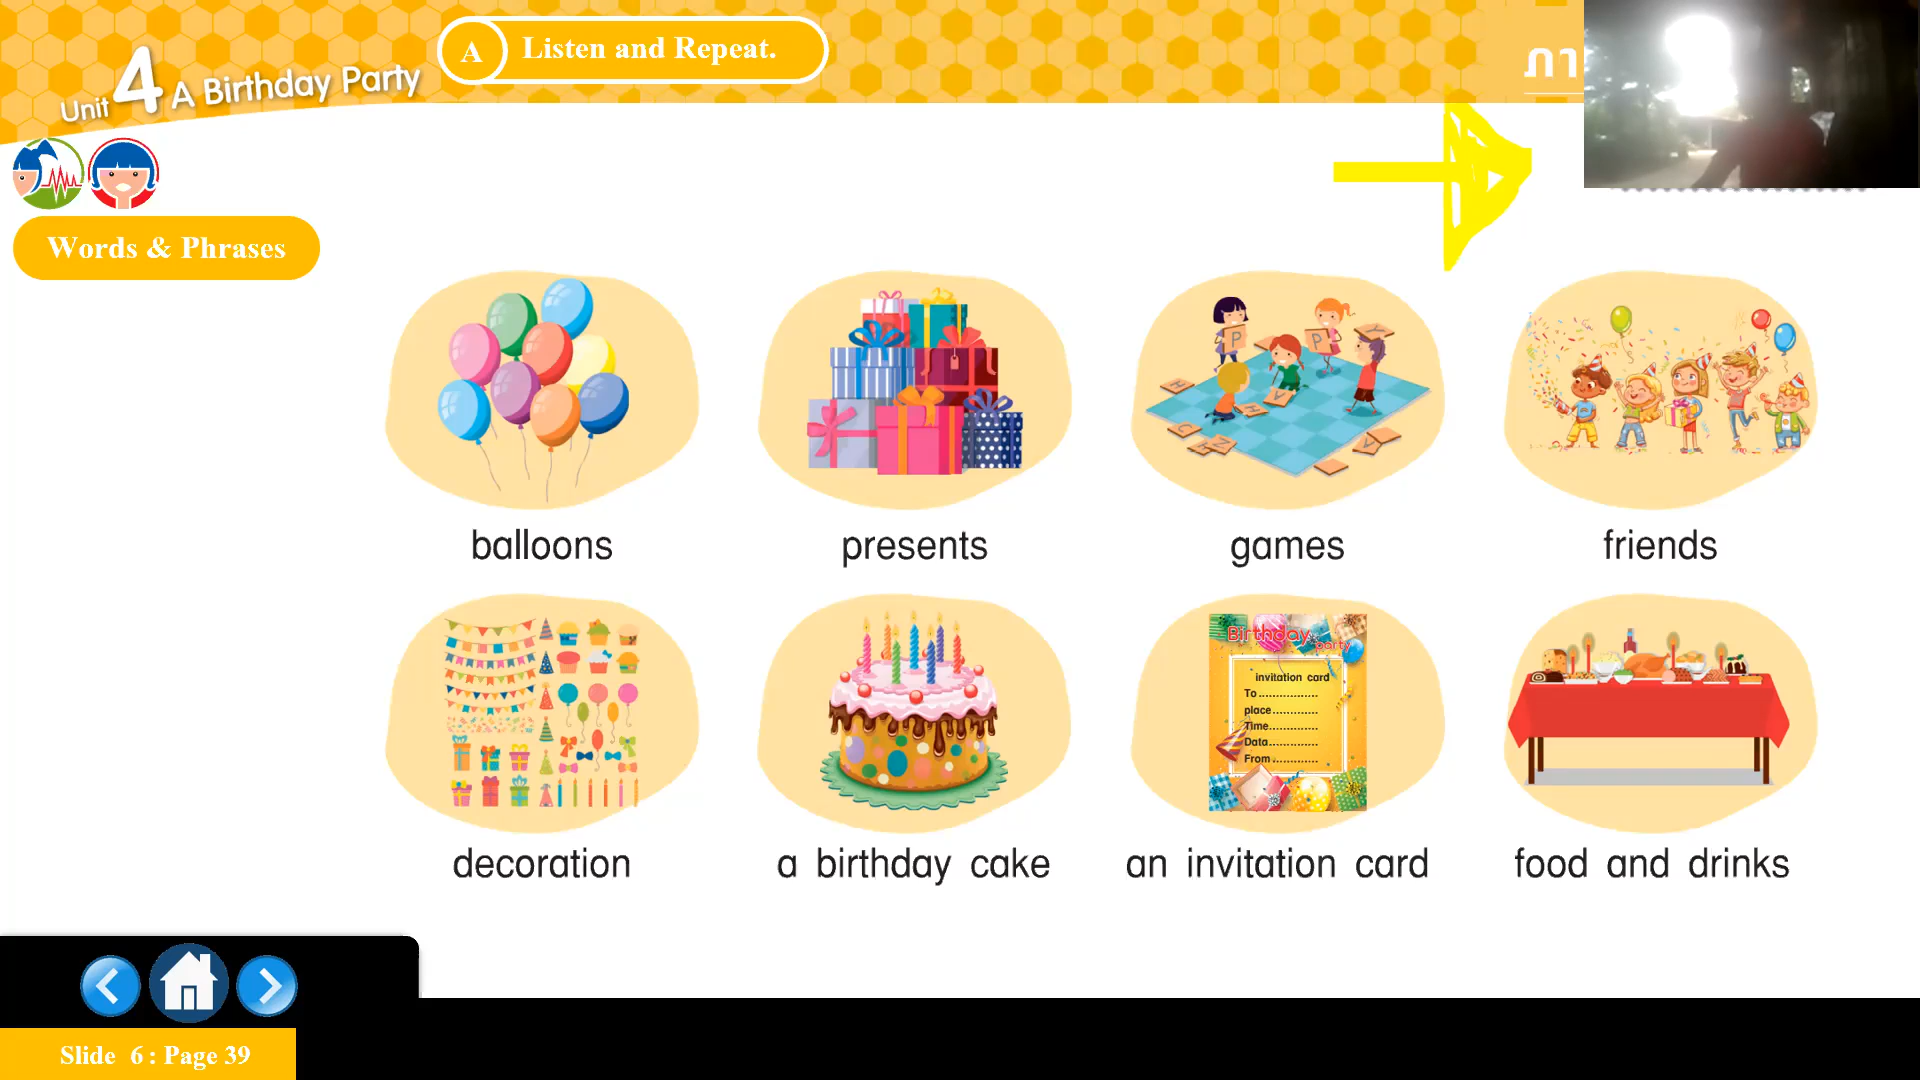 Unit 4 A Birthday Party
A Listen and Repeat.
ภา
Words & Phrases
P P
balloons presents games friends
Birthday
party
invitation card
To
place
Time
Data
From
decoration a birthday cake an invitation card food and drinks
Slide 6 : Page 39